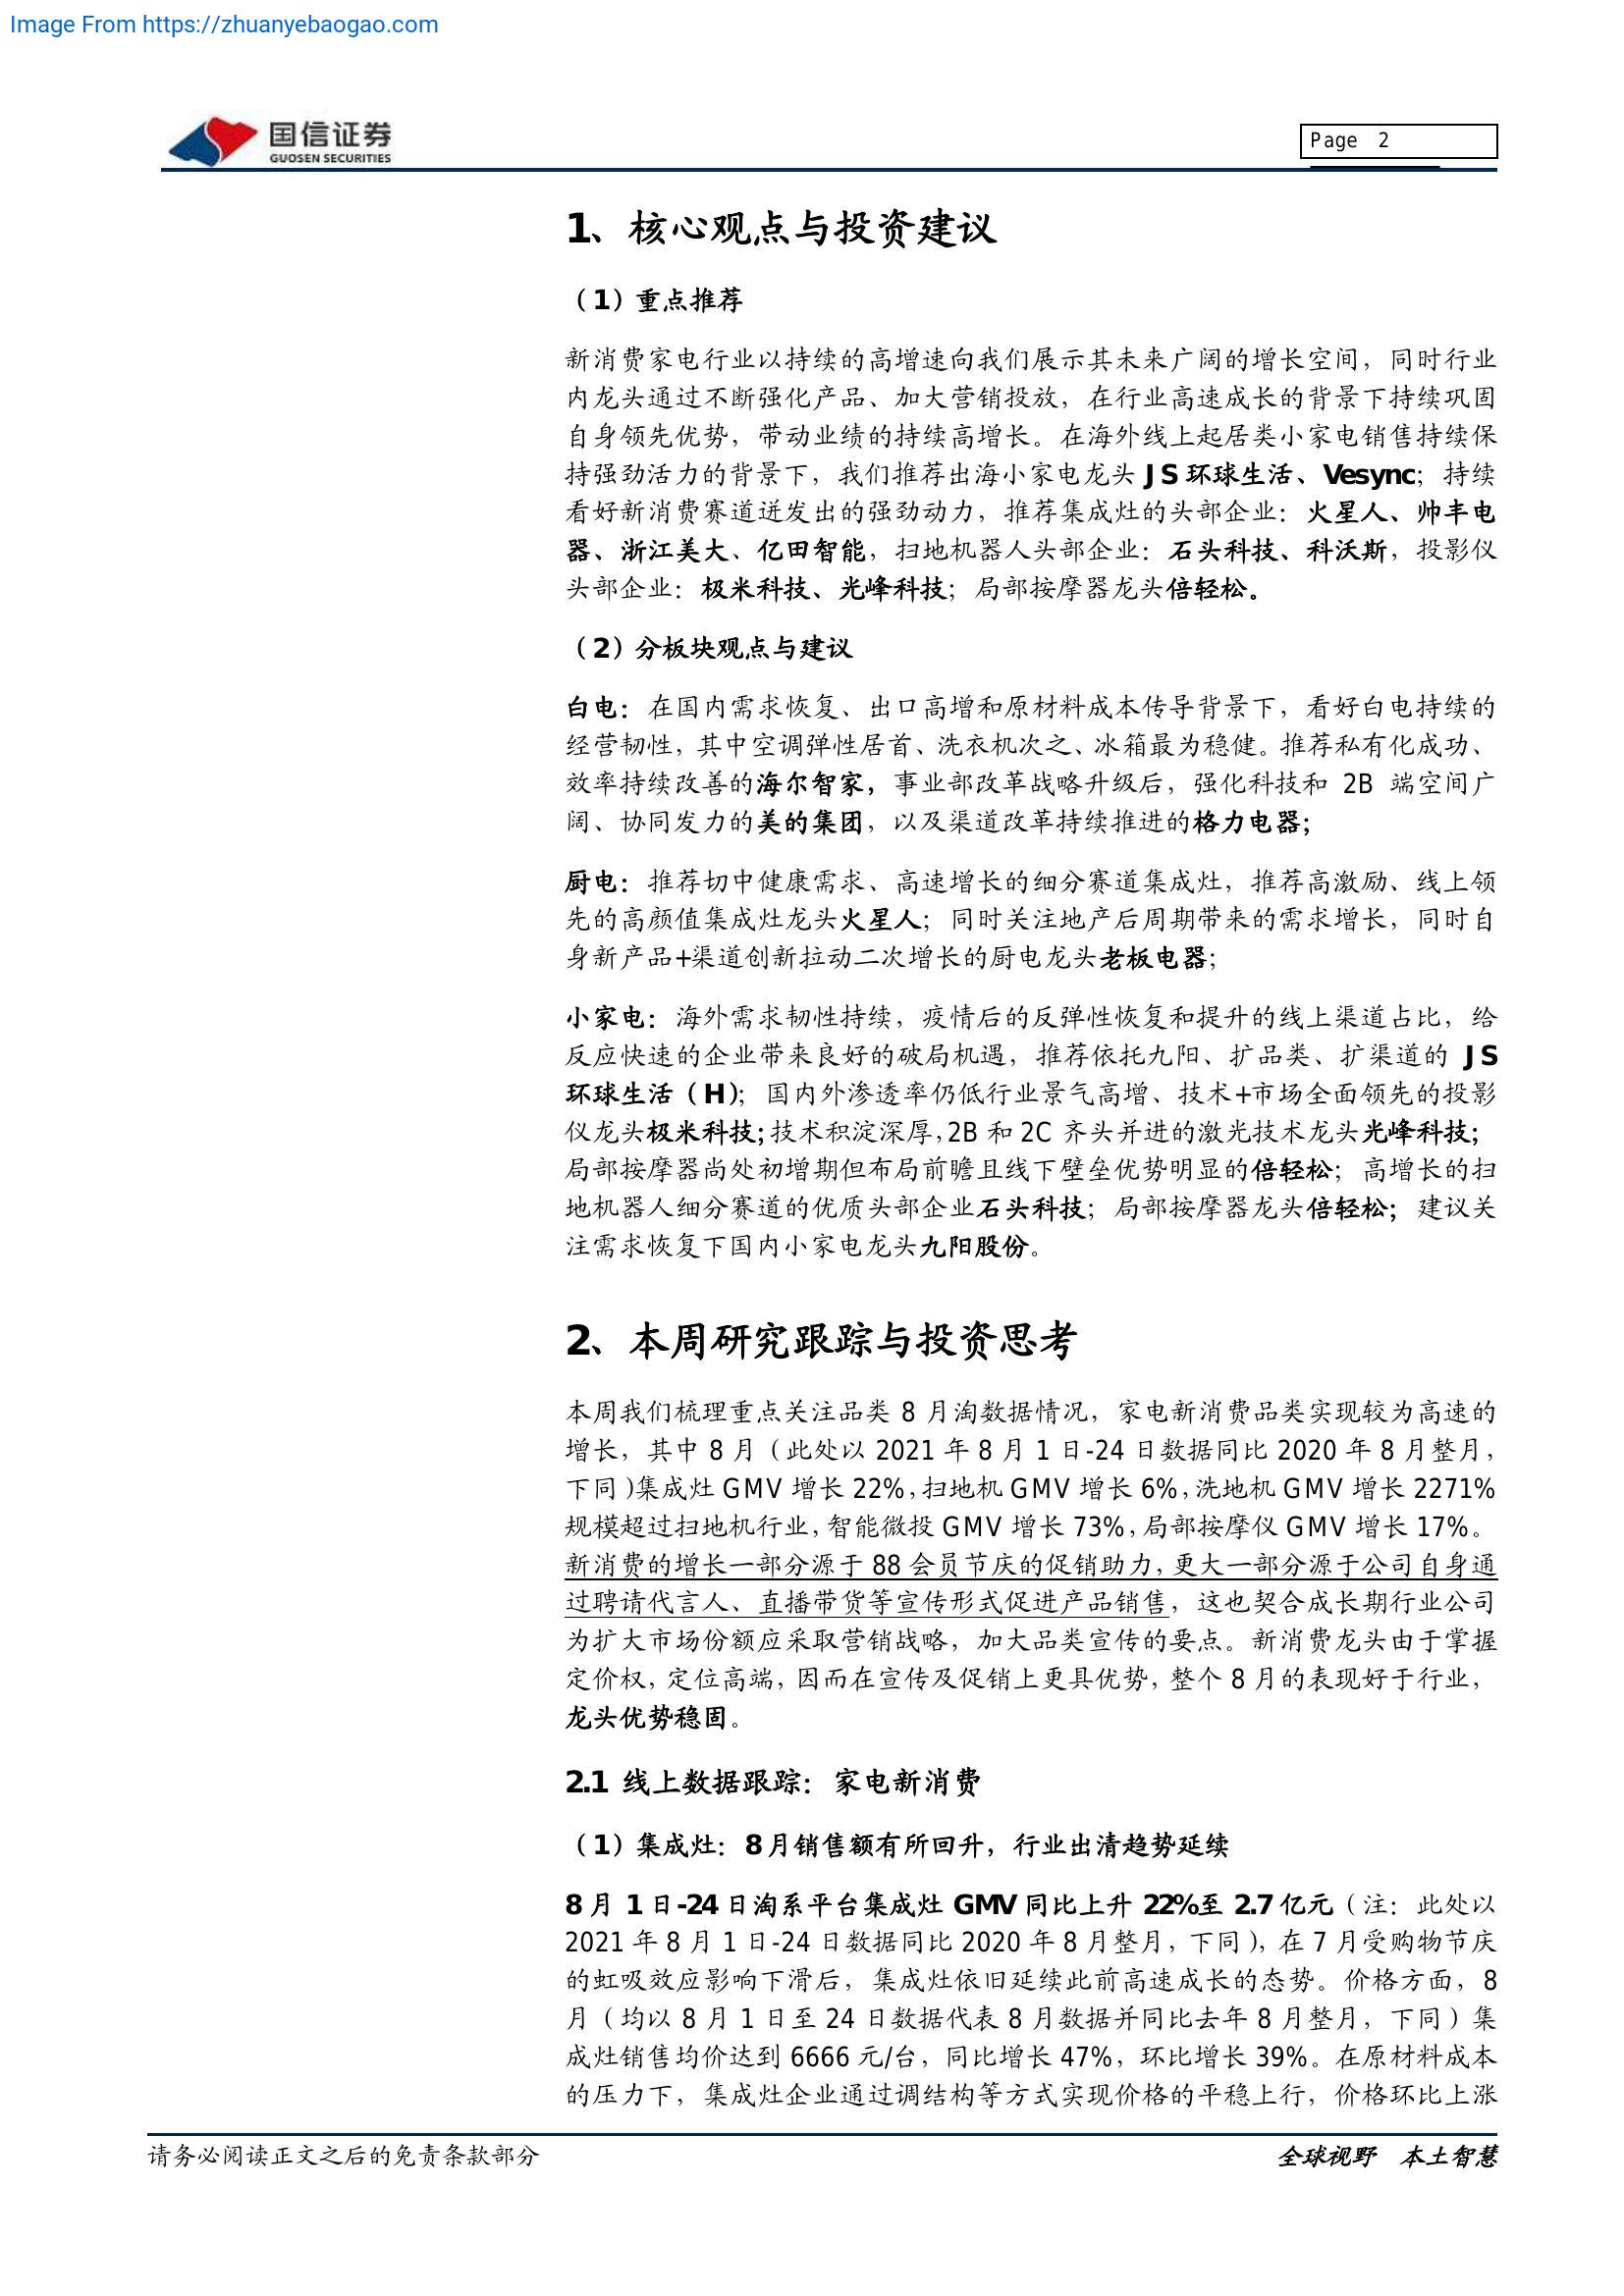 Image From https://zhuanyebaogao.com
国信证券
GUOSEN SECURITIES
Page 2
1、核心观点与投资建议
（1）重点推荐
新消费家电行业以持续的高增速向我们展示其未来广阔的增长空间，同时行业
内龙头通过不断强化产品、加大营销投放，在行业高速成长的背景下持续巩固
自身领先优势，带动业绩的持续高增长。在海外线上起居类小家电销售持续保
持强劲活力的背景下，我们推荐出海小家电龙头 JS 环球生活、Vesync；持续
看好新消费赛道迸发出的强劲动力，推荐集成灶的头部企业：火星人、帅丰电
器、浙江美大、亿田智能，扫地机器人头部企业：石头科技、科沃斯，投影仪
头部企业：极米科技、光峰科技；局部按摩器龙头倍轻松。
（2）分板块观点与建议
白电：在国内需求恢复、出口高增和原材料成本传导背景下，看好白电持续的
经营韧性，其中空调弹性居首、洗衣机次之、冰箱最为稳健。推荐私有化成功、
效率持续改善的海尔智家，事业部改革战略升级后，强化科技和 2B 端空间广
阔、协同发力的美的集团，以及渠道改革持续推进的格力电器；
厨电：推荐切中健康需求、高速增长的细分赛道集成灶，推荐高激励、线上领
先的高颜值集成灶龙头火星人；同时关注地产后周期带来的需求增长，同时自
身新产品+渠道创新拉动二次增长的厨电龙头老板电器；
小家电：海外需求韧性持续，疫情后的反弹性恢复和提升的线上渠道占比，给
反应快速的企业带来良好的破局机遇，推荐依托九阳、扩品类、扩渠道的 JS
环球生活（H）；国内外渗透率仍低行业景气高增、技术+市场全面领先的投影
仪龙头极米科技；技术积淀深厚，2B 和 2C 齐头并进的激光技术龙头光峰科技；
局部按摩器尚处初增期但布局前瞻且线下壁垒优势明显的倍轻松；高增长的扫
地机器人细分赛道的优质头部企业石头科技；局部按摩器龙头倍轻松；建议关
注需求恢复下国内小家电龙头九阳股份。
2、本周研究跟踪与投资思考
本周我们梳理重点关注品类 8 月淘数据情况，家电新消费品类实现较为高速的
增长，其中 8 月（此处以 2021 年 8 月 1 日-24 日数据同比 2020 年 8 月整月，
下同）集成灶 GMV 增长 22%，扫地机 GMV 增长 6%，洗地机 GMV 增长 2271%
规模超过扫地机行业，智能微投 GMV 增长 73%，局部按摩仪 GMV 增长 17%。
新消费的增长一部分源于 88 会员节庆的促销助力，更大一部分源于公司自身通
过聘请代言人、直播带货等宣传形式促进产品销售，这也契合成长期行业公司
为扩大市场份额应采取营销战略，加大品类宣传的要点。新消费龙头由于掌握
定价权，定位高端，因而在宣传及促销上更具优势，整个 8 月的表现好于行业，
龙头优势稳固。
2.1 线上数据跟踪：家电新消费
（1）集成灶：8 月销售额有所回升，行业出清趋势延续
8 月 1 日-24 日淘系平台集成灶 GMV 同比上升 22%至 2.7 亿元（注：此处以
2021 年 8 月 1 日-24 日数据同比 2020 年 8 月整月，下同），在 7 月受购物节庆
的虹吸效应影响下滑后，集成灶依旧延续此前高速成长的态势。价格方面，8
月（均以 8 月 1 日至 24 日数据代表 8 月数据并同比去年 8 月整月，下同）集
成灶销售均价达到 6666 元/台，同比增长 47%，环比增长 39%。在原材料成本
的压力下，集成灶企业通过调结构等方式实现价格的平稳上行，价格环比上涨
请务必阅读正文之后的免责条款部分
全球视野 本土智慧